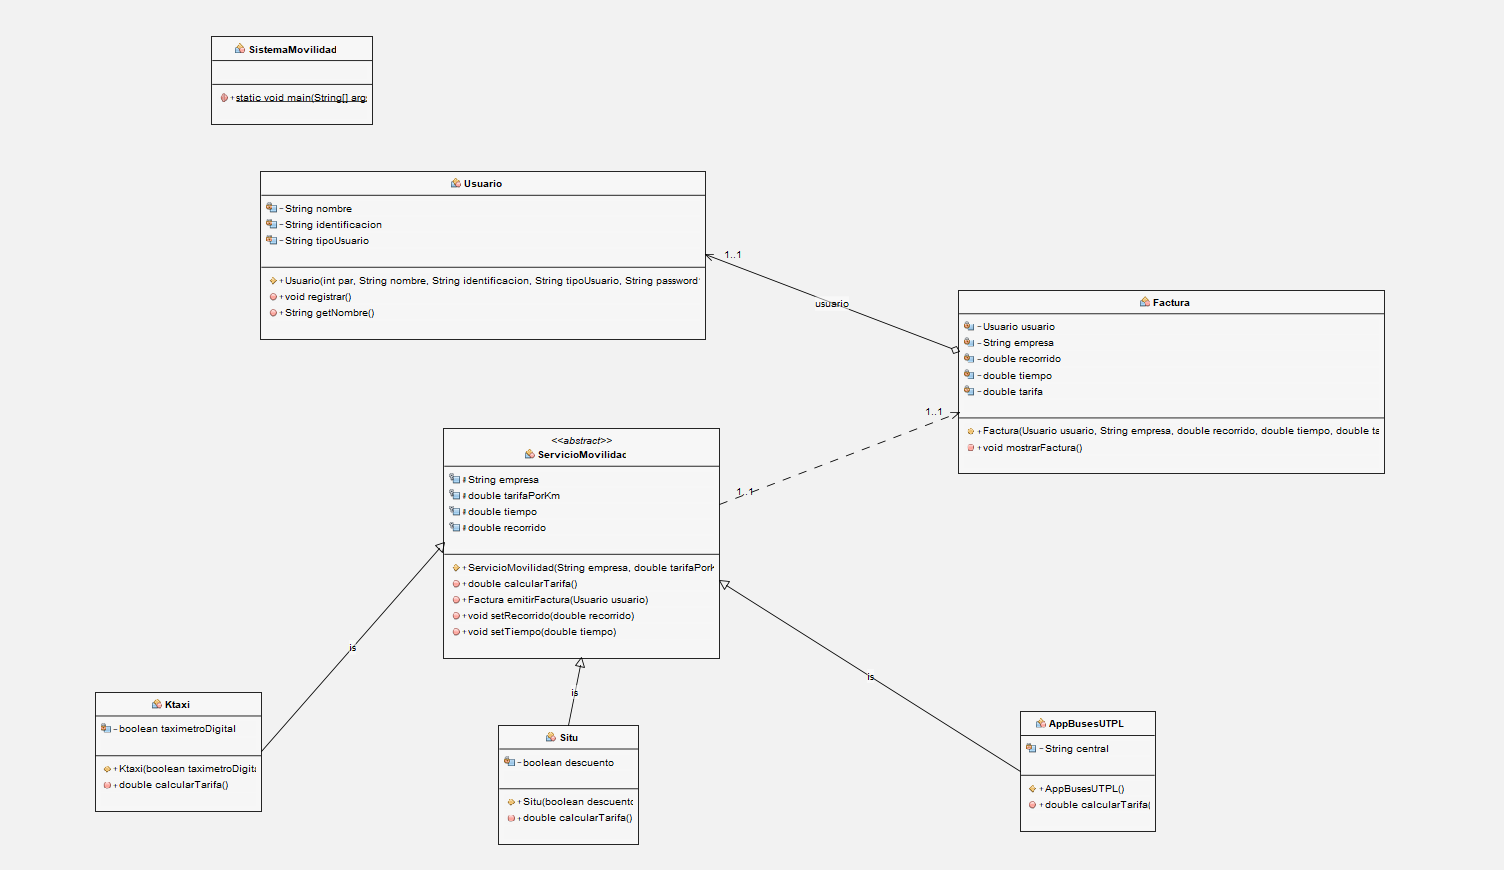 SistemaMovilidad
+static void main(String[] arg
Usuario
-String nombre
-String identificacion
-String tipoUsuario
+Usuario(int par, String nombre, String identificacion, String tipoUsuario, String password
+void registrar()
+String getNombre()
1..1
usuario
Factura
-Usuario usuario
-String empresa
-double recorrido
-double tiempo
-double tarifa
+Factura(Usuario usuario, String empresa, double recorrido, double tiempo, double ta
+void mostrarFactura()
1..1
1..1
<<abstract>>
ServicioMovilidac
#String empresa
#double tarifaPorKm
#double tiempo
#double recorrido
+ServicioMovilidad(String empresa, double tarifaPork
+double calcularTarifa()
+Factura emitirFactura(Usuario usuario)
+void setRecorrido(double recorrido)
+void setTiempo(double tiempo)
is
is
is
Ktaxi
-boolean taximetroDigital
+Ktaxi(boolean taximetroDigita
+double calcularTarifa()
Situ
-boolean descuento
+Situ(boolean descuento
+double calcularTarifa()
AppBusesUTPL
-String central
+AppBusesUTPL()
+double calcularTarifa(